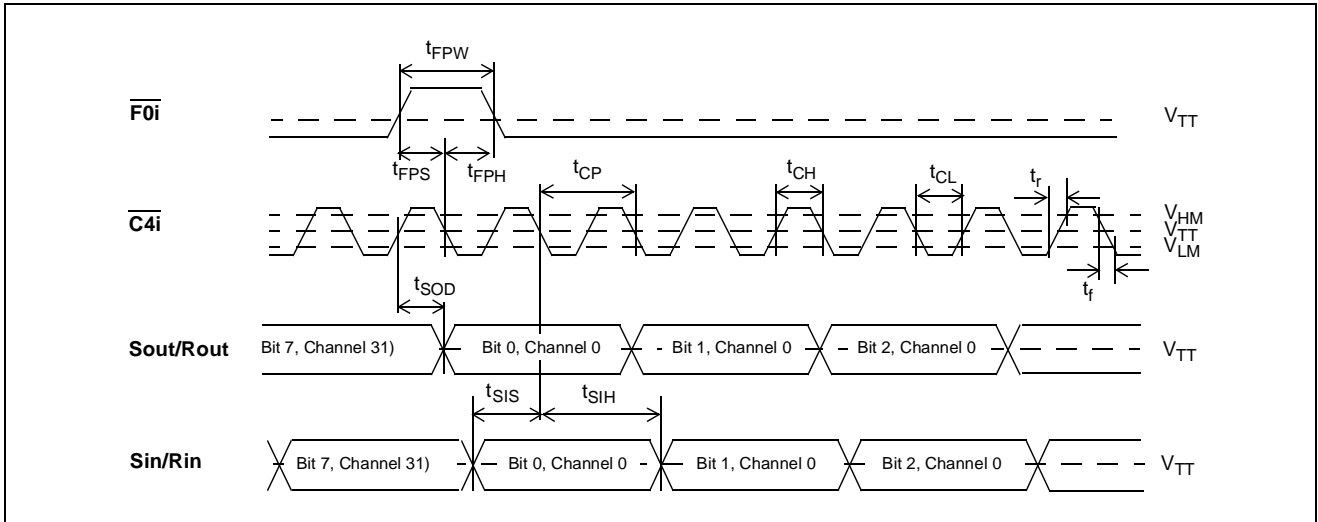 tFPW
F0i
VTT
tFPS tFPH tCP tCH tCL tr
C4i
VHM
VTT
VLM
tSOD
tf
Sout/Rout Bit 7, Channel 31) Bit 0, Channel 0 Bit 1, Channel 0 Bit 2, Channel 0 VTT
tSIS tSIH
Sin/Rin Bit 7, Channel 31) Bit 0, Channel 0 Bit 1, Channel 0 Bit 2, Channel 0 VTT